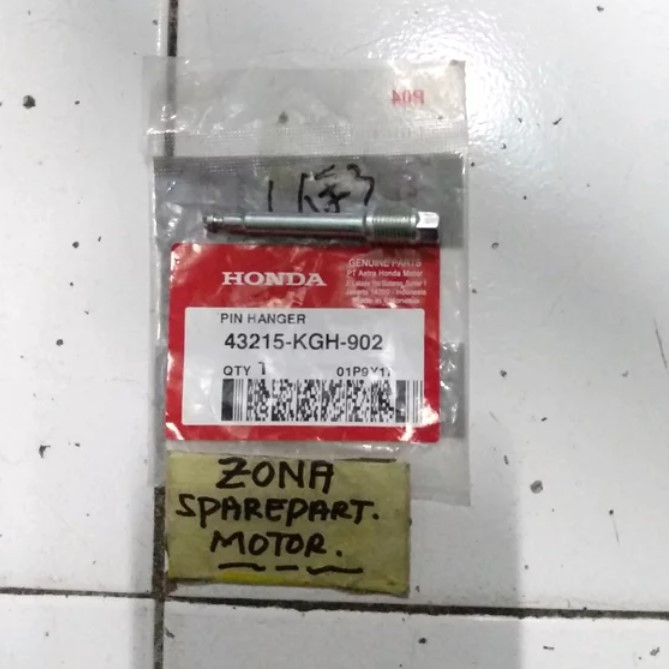 P04
HONDA
GENUINE PARTS
PT Astra Honda Motor
PIN HANGER
43215-KGH-902
QTY 1
ZONA
SPAREPART.
MOTOR.